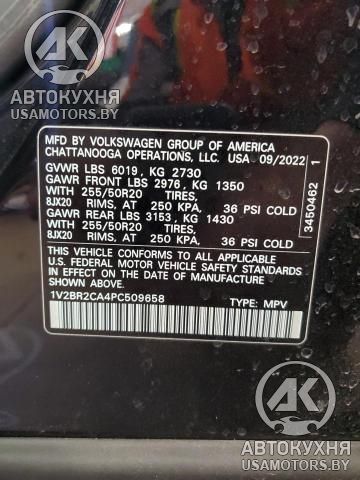 АК
АВТОКУХНЯ
USAMOTORS.BY
MFD. BY VOLKSWAGEN GROUP OF AMERICA
CHATTANOOGA OPERATIONS, LLC. USA 09/2022
GVWR LBS 6019, KG 2730
GAWR FRONT LBS 2976, KG 1350
WITH 255/50R20 TIRES,
8JX20 RIMS, AT 250 KPA, 36 PSI COLD
GAWR REAR LBS 3153, KG 1430
WITH 255/50R20 TIRES,
8JX20 RIMS, AT 250 KPA, 36 PSI COLD
THIS VEHICLE CONFORMS TO ALL APPLICABLE
U.S. FEDERAL MOTOR VEHICLE SAFETY STANDARDS
IN EFFECT ON THE DATE OF MANUFACTURE
SHOWN ABOVE.
1V2BR2CA4PC509658 TYPE: MPV
3450462 1
АК
АВТОКУХНЯ
USAMOTORS.BY